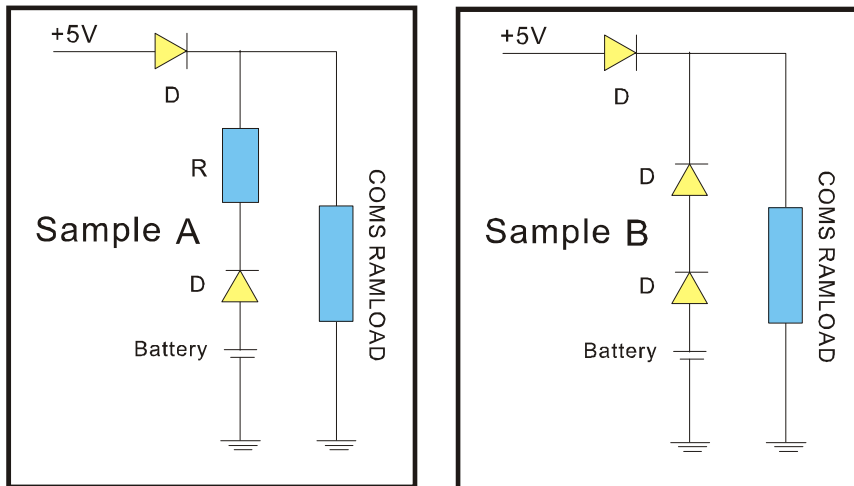 +5V
D
R
Sample A
D
Battery
COMS RAMLOAD
+5V
D
D
Sample B
D
Battery
COMS RAMLOAD